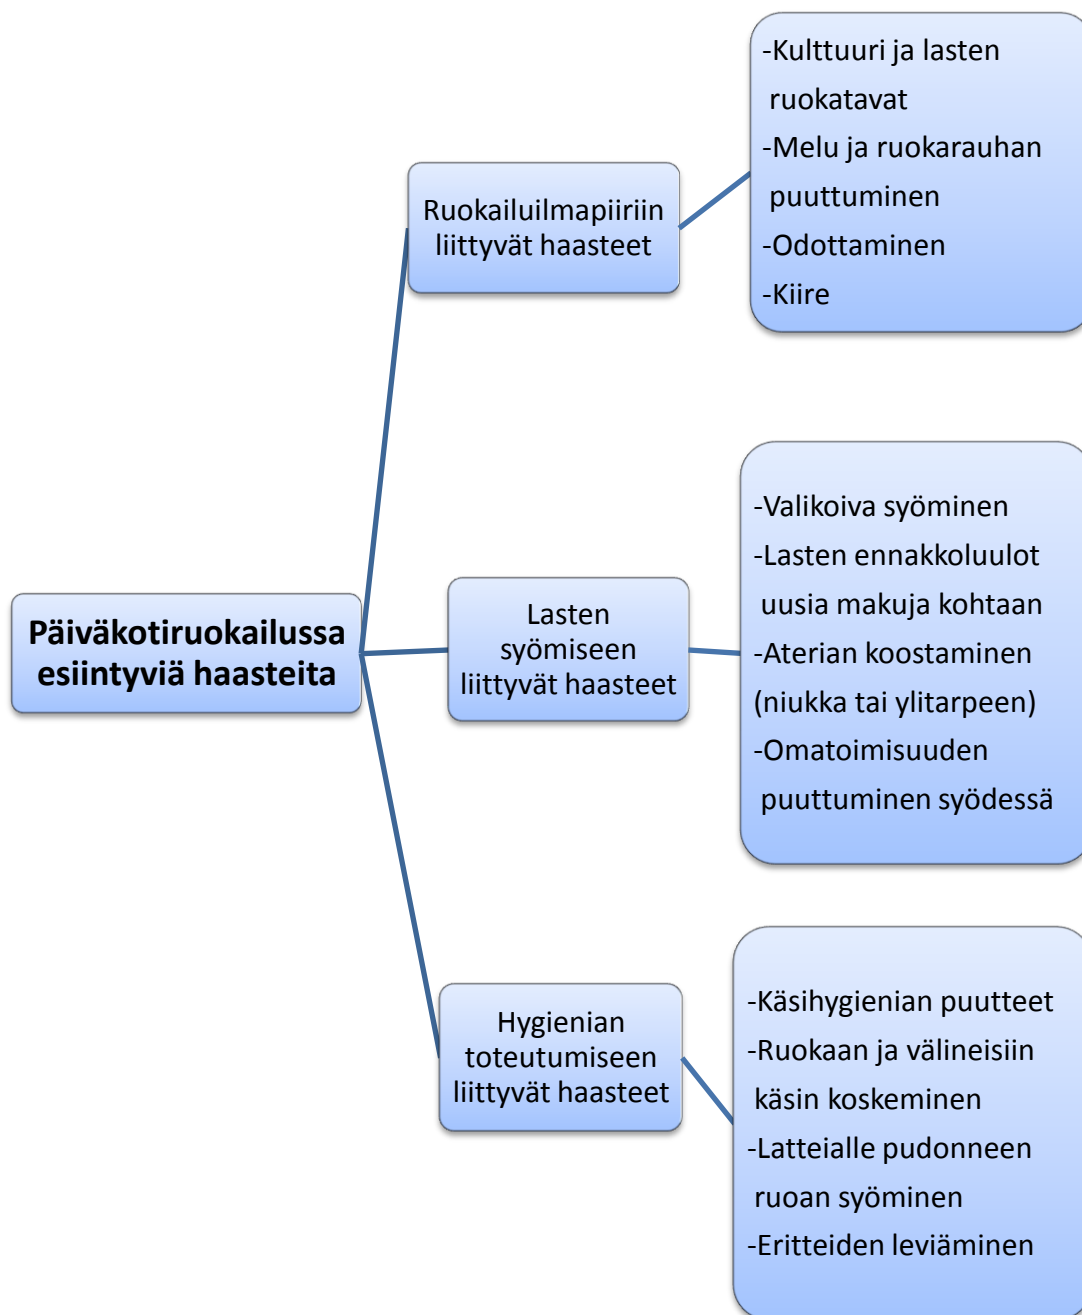 Päiväkotiruokailussa
esiintyviä haasteita
Ruokailuilmapiiriin
liittyvät haasteet
-Kulttuuri ja lasten
ruokatavat
-Melu ja ruokarauhan
puuttuminen
-Odottaminen
-Kiire
Lasten
syömiseen
liittyvät haasteet
-Valikoiva syöminen
-Lasten ennakkoluulot
uusia makuja kohtaan
-Aterian koostaminen
(niukka tai ylitarpeen)
-Omatoimisuuden
puuttuminen syödessä
Hygienian
toteutumiseen
liittyvät haasteet
-Käsihygienian puutteet
-Ruokaan ja välineisiin
käsin koskeminen
-Latteialle pudonneen
ruoan syöminen
-Eritteiden leviäminen